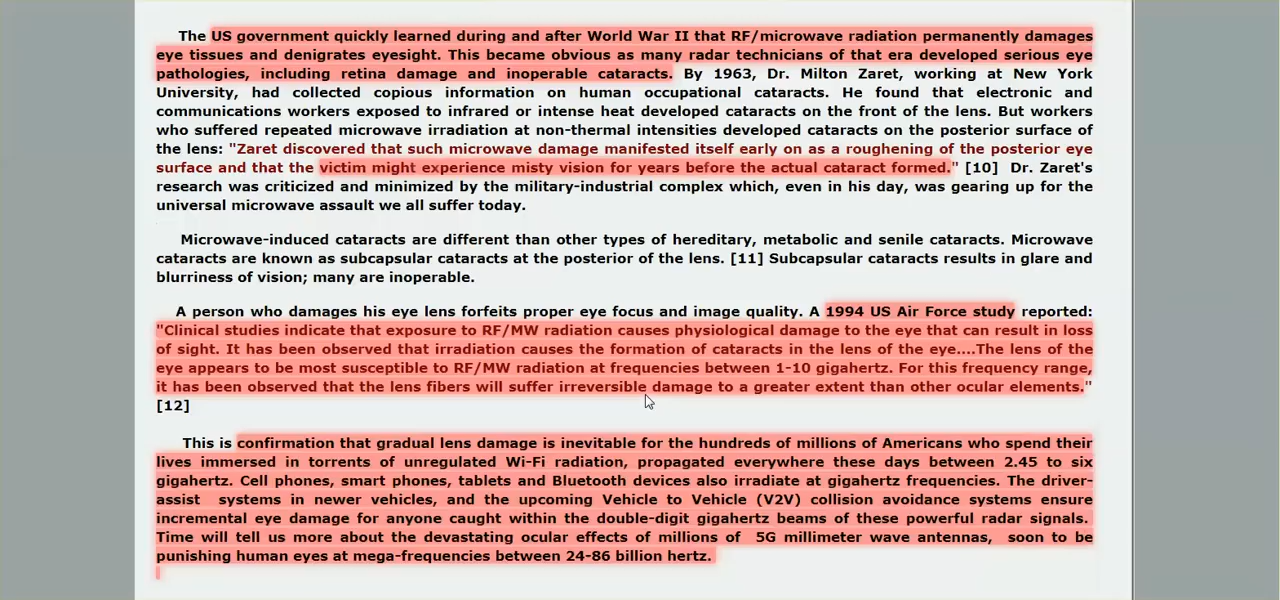 The US government quickly learned during and after World War II that RF/microwave radiation permanently damages
eye tissues and denigrates eyesight. This became obvious as many radar technicians of that era developed serious eye
pathologies, including retina damage and inoperable cataracts. By 1963, Dr. Milton Zaret, working at New York
University, had collected copious information on human occupational cataracts. He found that electronic and
communications workers exposed to infrared or intense heat developed cataracts on the front of the lens. But workers
who suffered repeated microwave irradiation at non-thermal intensities developed cataracts on the posterior surface of
the lens: "Zaret discovered that such microwave damage manifested itself early on as a roughening of the posterior eye
surface and that the victim might experience misty vision for years before the actual cataract formed." [10] Dr. Zaret's
research was criticized and minimized by the military-industrial complex which, even in his day, was gearing up for the
universal microwave assault we all suffer today.
Microwave-induced cataracts are different than other types of hereditary, metabolic and senile cataracts. Microwave
cataracts are known as subcapsular cataracts at the posterior of the lens. [11] Subcapsular cataracts results in glare and
blurriness of vision; many are inoperable.
A person who damages his eye lens forfeits proper eye focus and image quality. A 1994 US Air Force study reported:
"Clinical studies indicate that exposure to RF/MW radiation causes physiological damage to the eye that can result in loss
of sight. It has been observed that irradiation causes the formation of cataracts in the lens of the eye....The lens of the
eye appears to be most susceptible to RF/MW radiation at frequencies between 1-10 gigahertz. For this frequency range,
it has been observed that the lens fibers will suffer irreversible damage to a greater extent than other ocular elements."
[12]
This is confirmation that gradual lens damage is inevitable for the hundreds of millions of Americans who spend their
lives immersed in torrents of unregulated Wi-Fi radiation, propagated everywhere these days between 2.45 to six
gigahertz. Cell phones, smart phones, tablets and Bluetooth devices also irradiate at gigahertz frequencies. The driver-
assist systems in newer vehicles, and the upcoming Vehicle to Vehicle (V2V) collision avoidance systems ensure
incremental eye damage for anyone caught within the double-digit gigahertz beams of these powerful radar signals.
Time will tell us more about the devastating ocular effects of millions of 5G millimeter wave antennas, soon to be
punishing human eyes at mega-frequencies between 24-86 billion hertz.